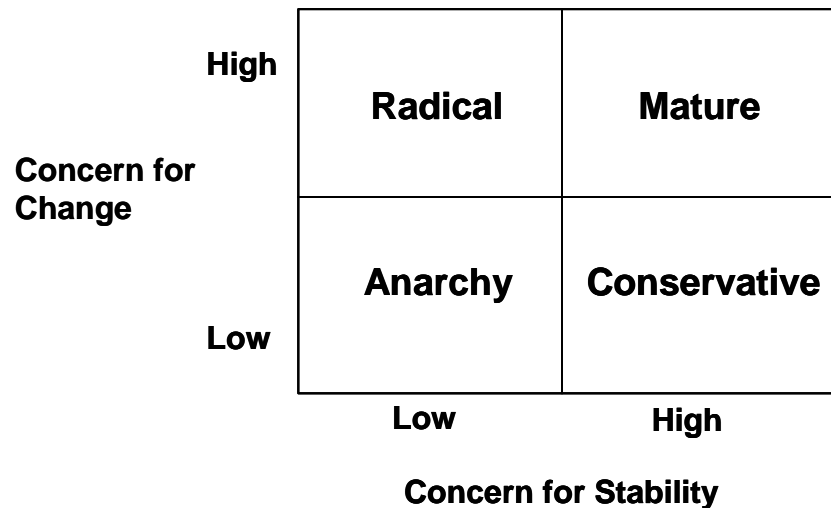 High
Radical
Mature
Concern for
Change
Anarchy
Conservative
Low
Low
High
Concern for Stability